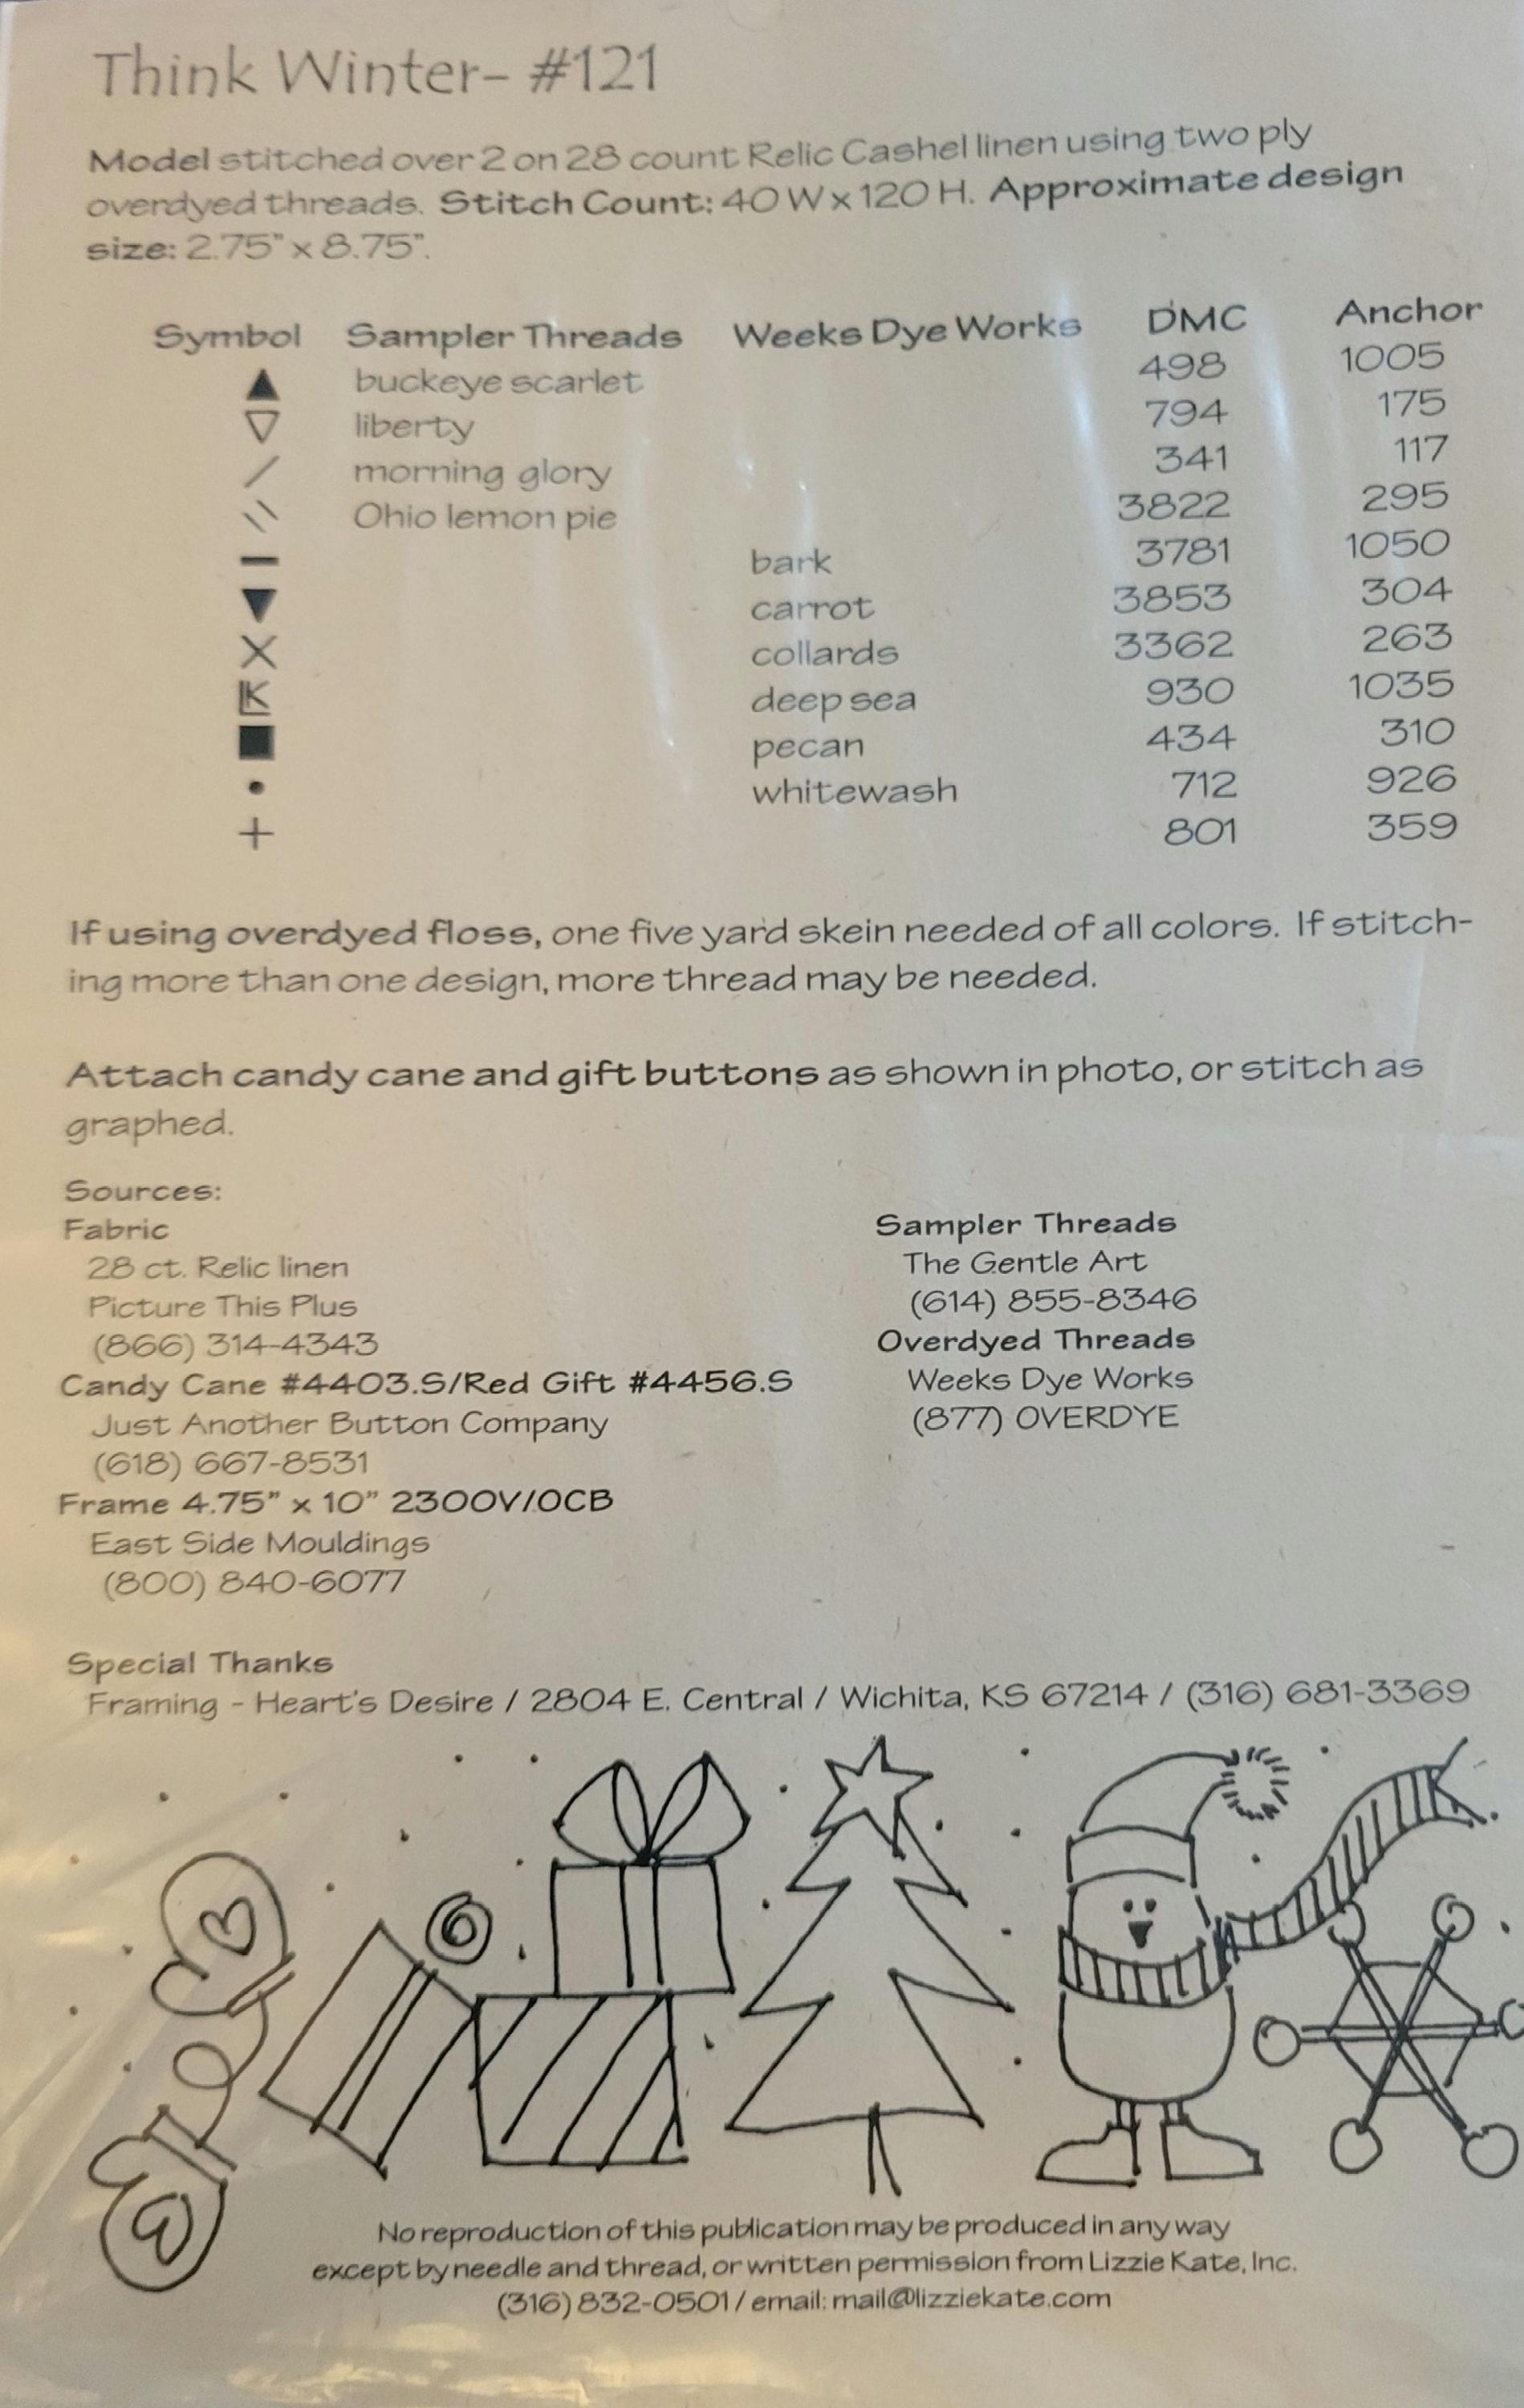 Think Winter– #121
Model stitched over 2 on 28 count Relic Cashel linen using two ply
overdyed threads. Stitch Count: 40 W x 120 H. Approximate design
size: 2.75" x 8.75".
Symbol Sampler Threads Weeks Dye Works DMC Anchor
▲ buckeye scarlet 498 1005
▽ liberty 794 175
/ morning glory 341 117
\\ Ohio lemon pie 3822 295
— bark 3781 1050
▼ carrot 3853 304
X collards 3362 263
K deep sea 930 1035
■ pecan 434 310
• whitewash 712 926
+ 801 359
If using overdyed floss, one five yard skein needed of all colors. If stitch-
ing more than one design, more thread may be needed.
Attach candy cane and gift buttons as shown in photo, or stitch as
graphed.
Sources:
Fabric
28 ct. Relic linen
Picture This Plus
(866) 314-4343
Candy Cane #4403.S/Red Gift #4456.S
Just Another Button Company
(618) 667-8531
Frame 4.75" x 10" 2300V/OCB
East Side Mouldings
(800) 840-6077
Sampler Threads
The Gentle Art
(614) 855-8346
Overdyed Threads
Weeks Dye Works
(877) OVERDYE
Special Thanks
Framing - Heart's Desire / 2804 E. Central / Wichita, KS 67214 / (316) 681-3369
No reproduction of this publication may be produced in any way
except by needle and thread, or written permission from Lizzie Kate, Inc.
(316) 832-0501 / email: mail@lizziekate.com